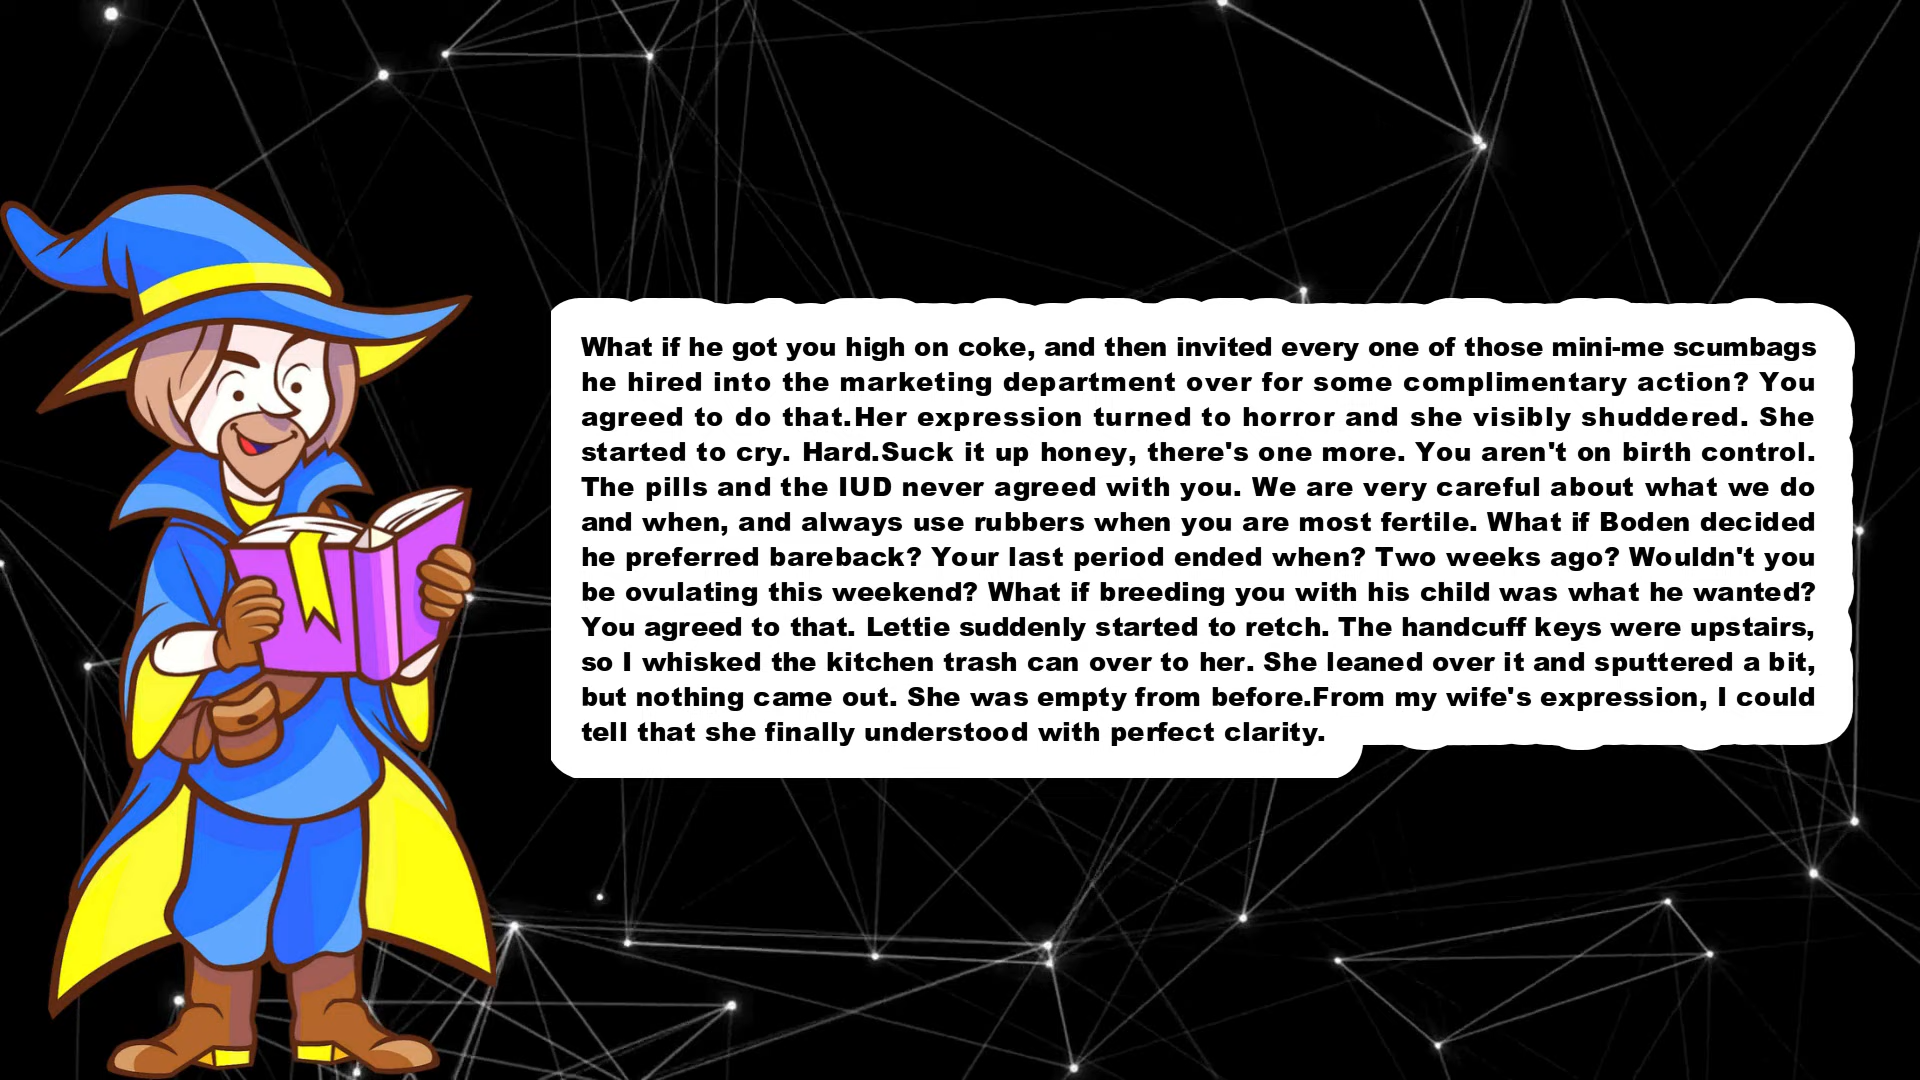 What if he got you high on coke, and then invited every one of those mini-me scumbags
he hired into the marketing department over for some complimentary action? You
agreed to do that.Her expression turned to horror and she visibly shuddered. She
started to cry. Hard.Suck it up honey, there's one more. You aren't on birth control.
The pills and the IUD never agreed with you. We are very careful about what we do
and when, and always use rubbers when you are most fertile. What if Boden decided
he preferred bareback? Your last period ended when? Two weeks ago? Wouldn't you
be ovulating this weekend? What if breeding you with his child was what he wanted?
You agreed to that. Lettie suddenly started to retch. The handcuff keys were upstairs,
so I whisked the kitchen trash can over to her. She leaned over it and sputtered a bit,
but nothing came out. She was empty from before.From my wife's expression, I could
tell that she finally understood with perfect clarity.